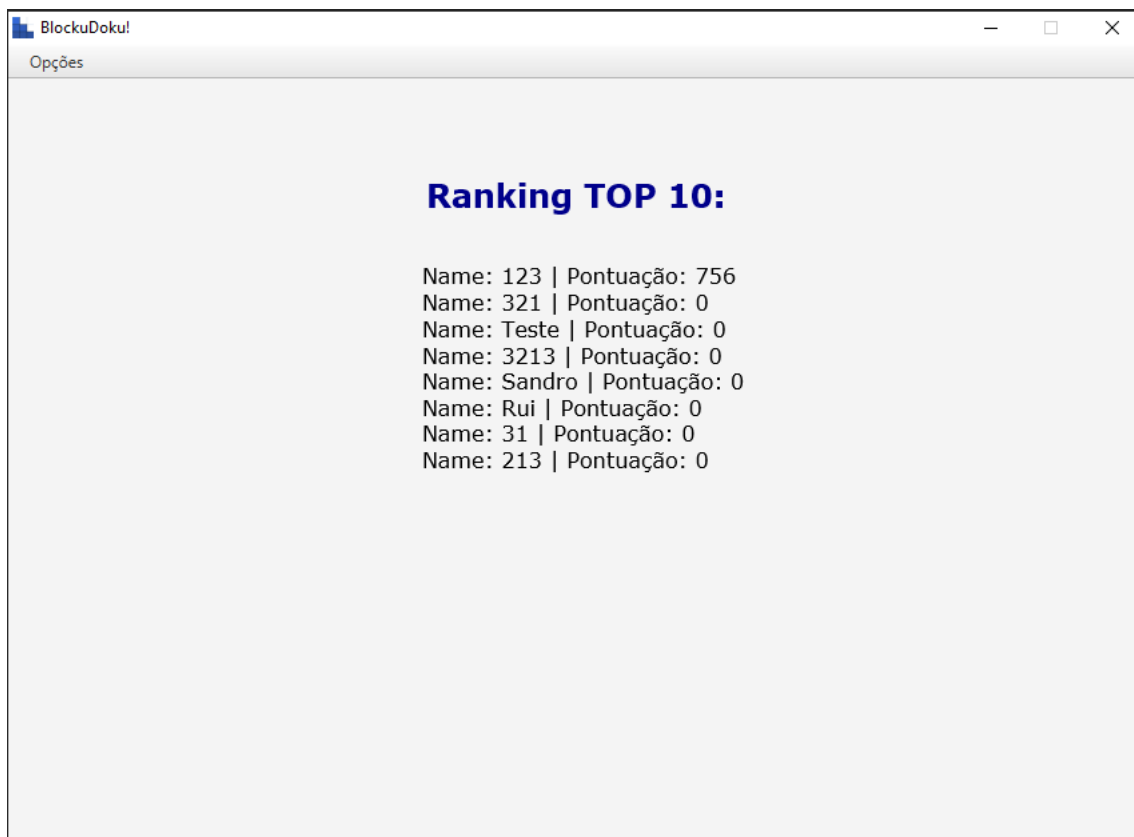 BlockuDoku!
Opções
Ranking TOP 10:
Name: 123 | Pontuação: 756
Name: 321 | Pontuação: 0
Name: Teste | Pontuação: 0
Name: 3213 | Pontuação: 0
Name: Sandro | Pontuação: 0
Name: Rui | Pontuação: 0
Name: 31 | Pontuação: 0
Name: 213 | Pontuação: 0